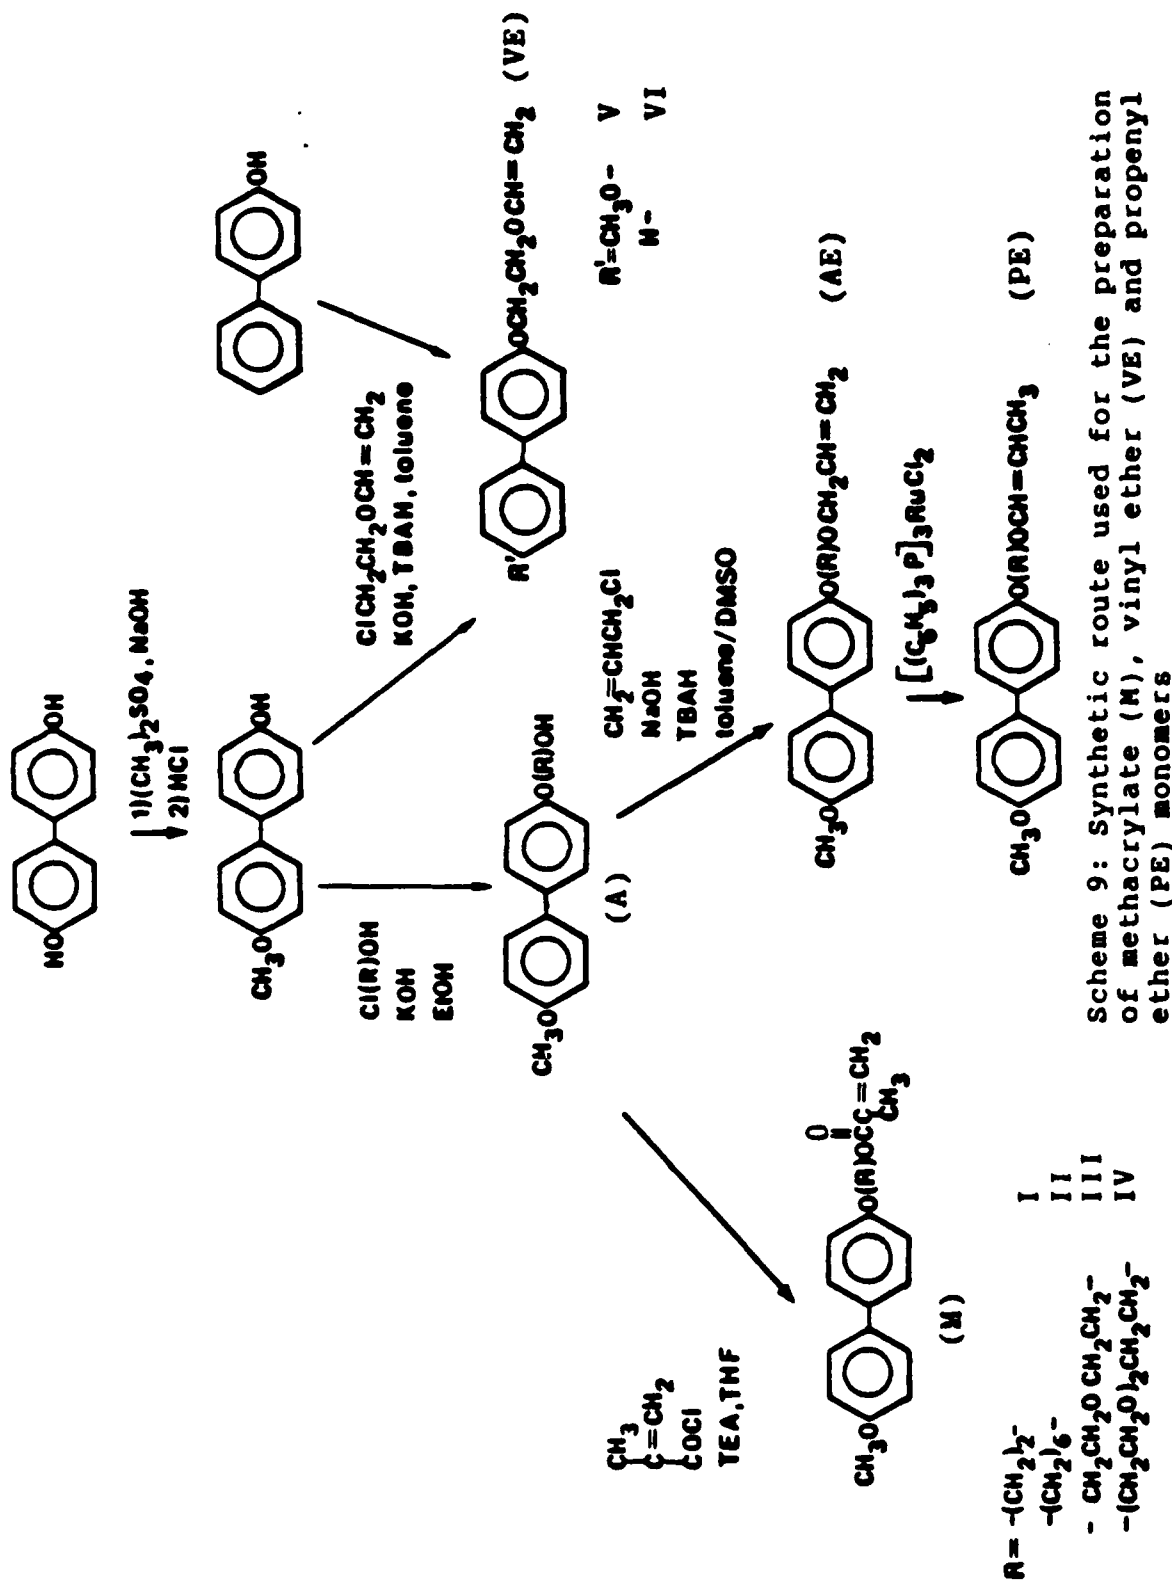 HO OH
1)(CH3)2SO4, NaOH
2) HCl
CH3O OH
OH
Cl(R)OH
KOH
EtOH
ClCH2CH2OCH=CH2
KOH, TBAH, toluene
R' OCH2CH2OCH=CH2 (VE)
R'=CH3O- V
H- VI
CH3O O(R)OH
(A)
CH2=CHCH2Cl
NaOH
TBAH
toluene/DMSO
CH3
C=CH2
COCl
TEA, THF
CH3O O(R)OCC=CH2
O
CH3
(M)
CH3O O(R)OCH2CH=CH2 (AE)
[(C6H5)3P]3RuCl2
CH3O O(R)OCH=CHCH3 (PE)
R= -(CH2)2- I
-(CH2)6- II
- CH2CH2OCH2CH2- III
-(CH2CH2O)2CH2CH2- IV
Scheme 9: Synthetic route used for the preparation
of methacrylate (M), vinyl ether (VE) and propenyl
ether (PE) monomers